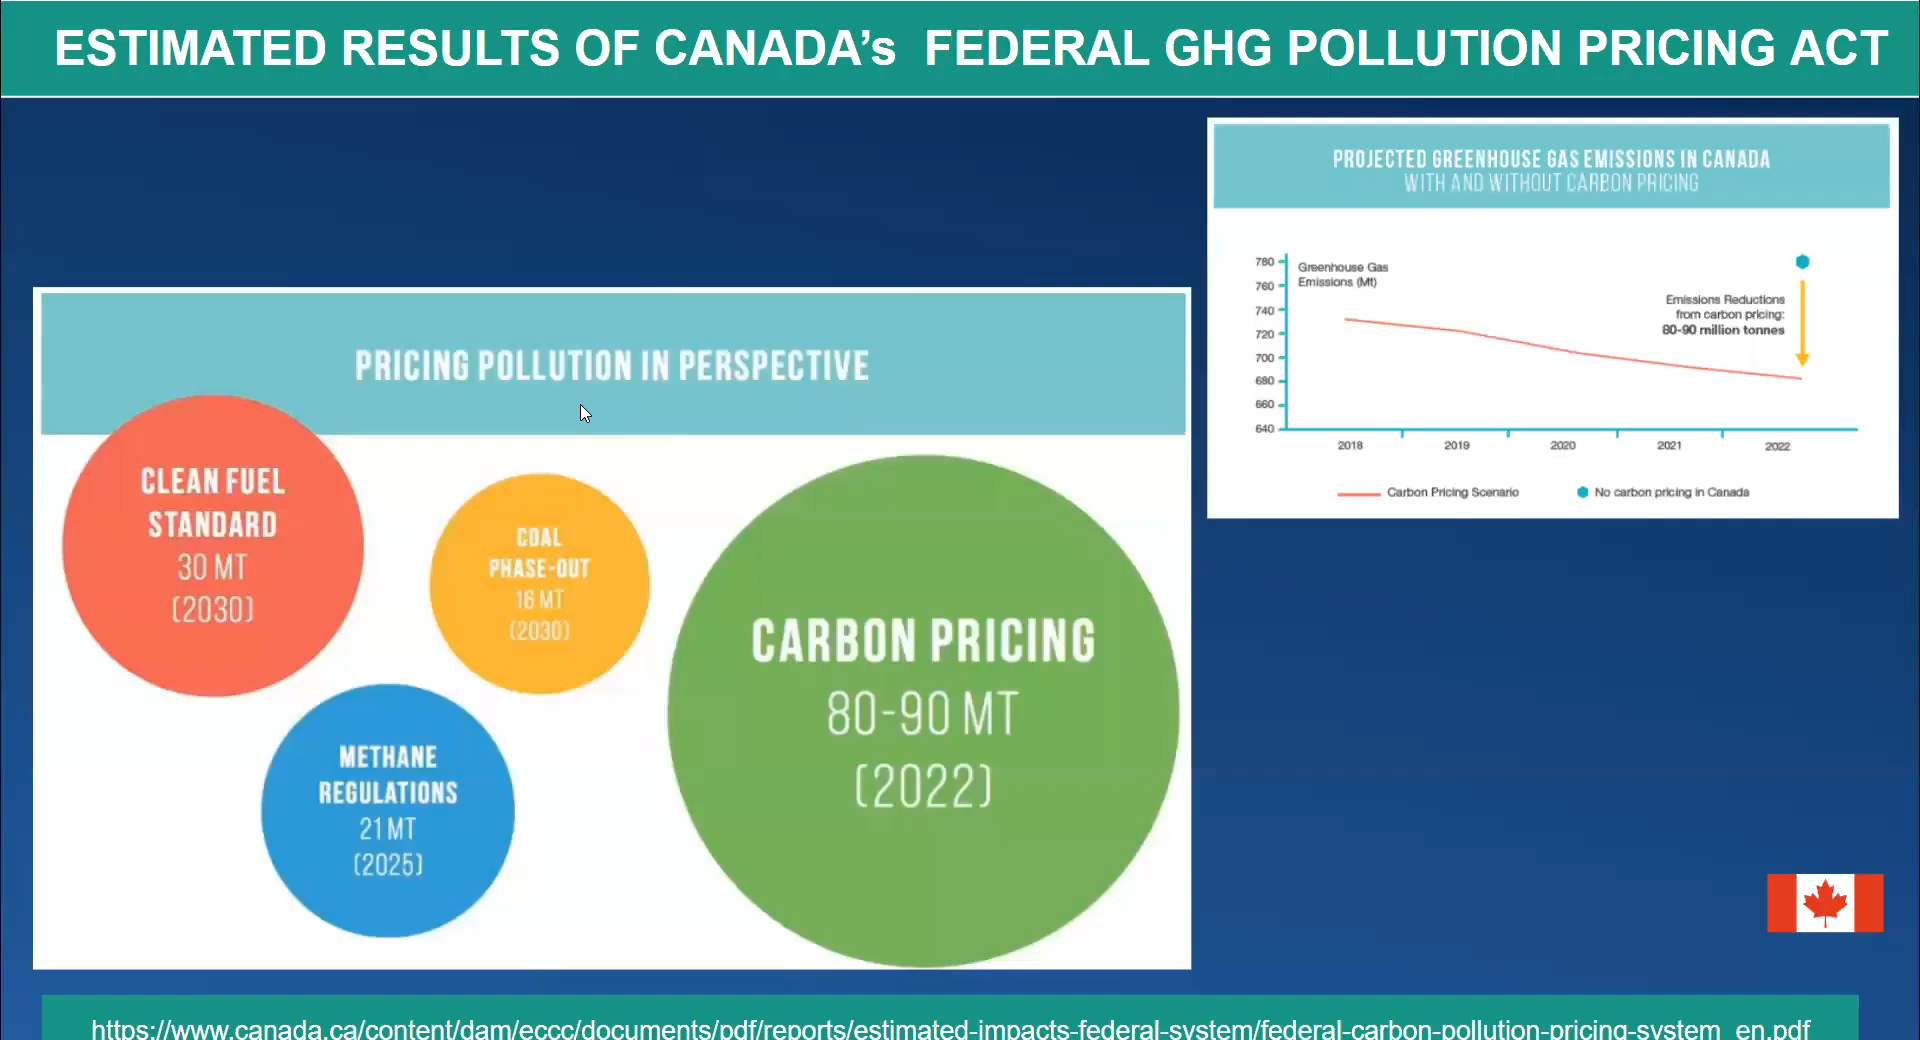 ESTIMATED RESULTS OF CANADA’s FEDERAL GHG POLLUTION PRICING ACT
PRICING POLLUTION IN PERSPECTIVE
CLEAN FUEL
STANDARD
30 MT
(2030)
COAL
PHASE-OUT
16 MT
(2030)
METHANE
REGULATIONS
21 MT
(2025)
CARBON PRICING
80-90 MT
(2022)
PROJECTED GREENHOUSE GAS EMISSIONS IN CANADA
WITH AND WITHOUT CARBON PRICING
Greenhouse Gas
Emissions (Mt)
780
760
740
720
700
680
660
640
Emissions Reductions
from carbon pricing:
80-90 million tonnes
2018 2019 2020 2021 2022
Carbon Pricing Scenario No carbon pricing in Canada
https://www.canada.ca/content/dam/eccc/documents/pdf/reports/estimated-impacts-federal-system/federal-carbon-pollution-pricing-system_en.pdf